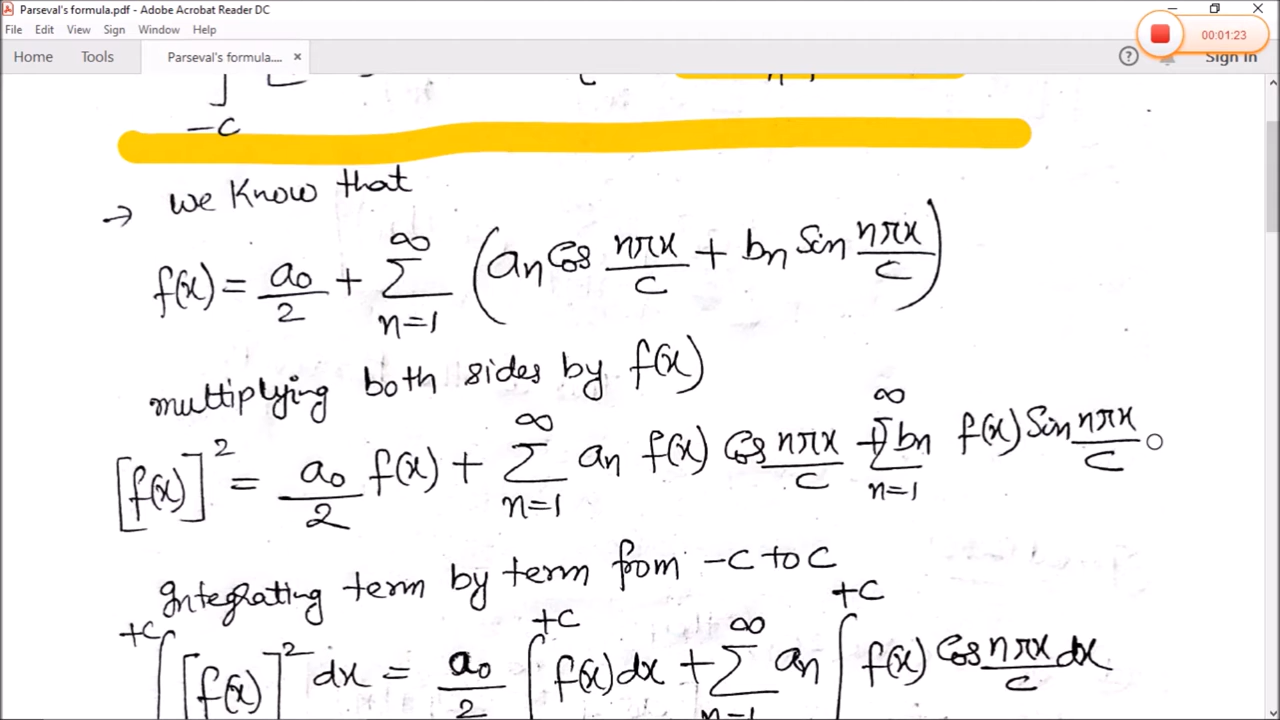 Parseval's formula.pdf - Adobe Acrobat Reader DC
File Edit View Sign Window Help
00:01:23
Home Tools Parseval's formula.... × ? Sign In
-c
→ we know that
f(x) = a₀/2 + ∑_{n=1}^{∞} (aₙ cos nπx/c + bₙ sin nπx/c)
multiplying both sides by f(x)
[f(x)]² = a₀/2 f(x) + ∑_{n=1}^{∞} aₙ f(x) cos nπx/c + ∑_{n=1}^{∞} bₙ f(x) sin nπx/c
Integrating term by term from -c to c
∫^{+c} [f(x)]² dx = a₀/2 ∫^{+c} f(x) dx + ∑_{n=1}^{∞} aₙ ∫^{+c} f(x) cos nπx/c dx